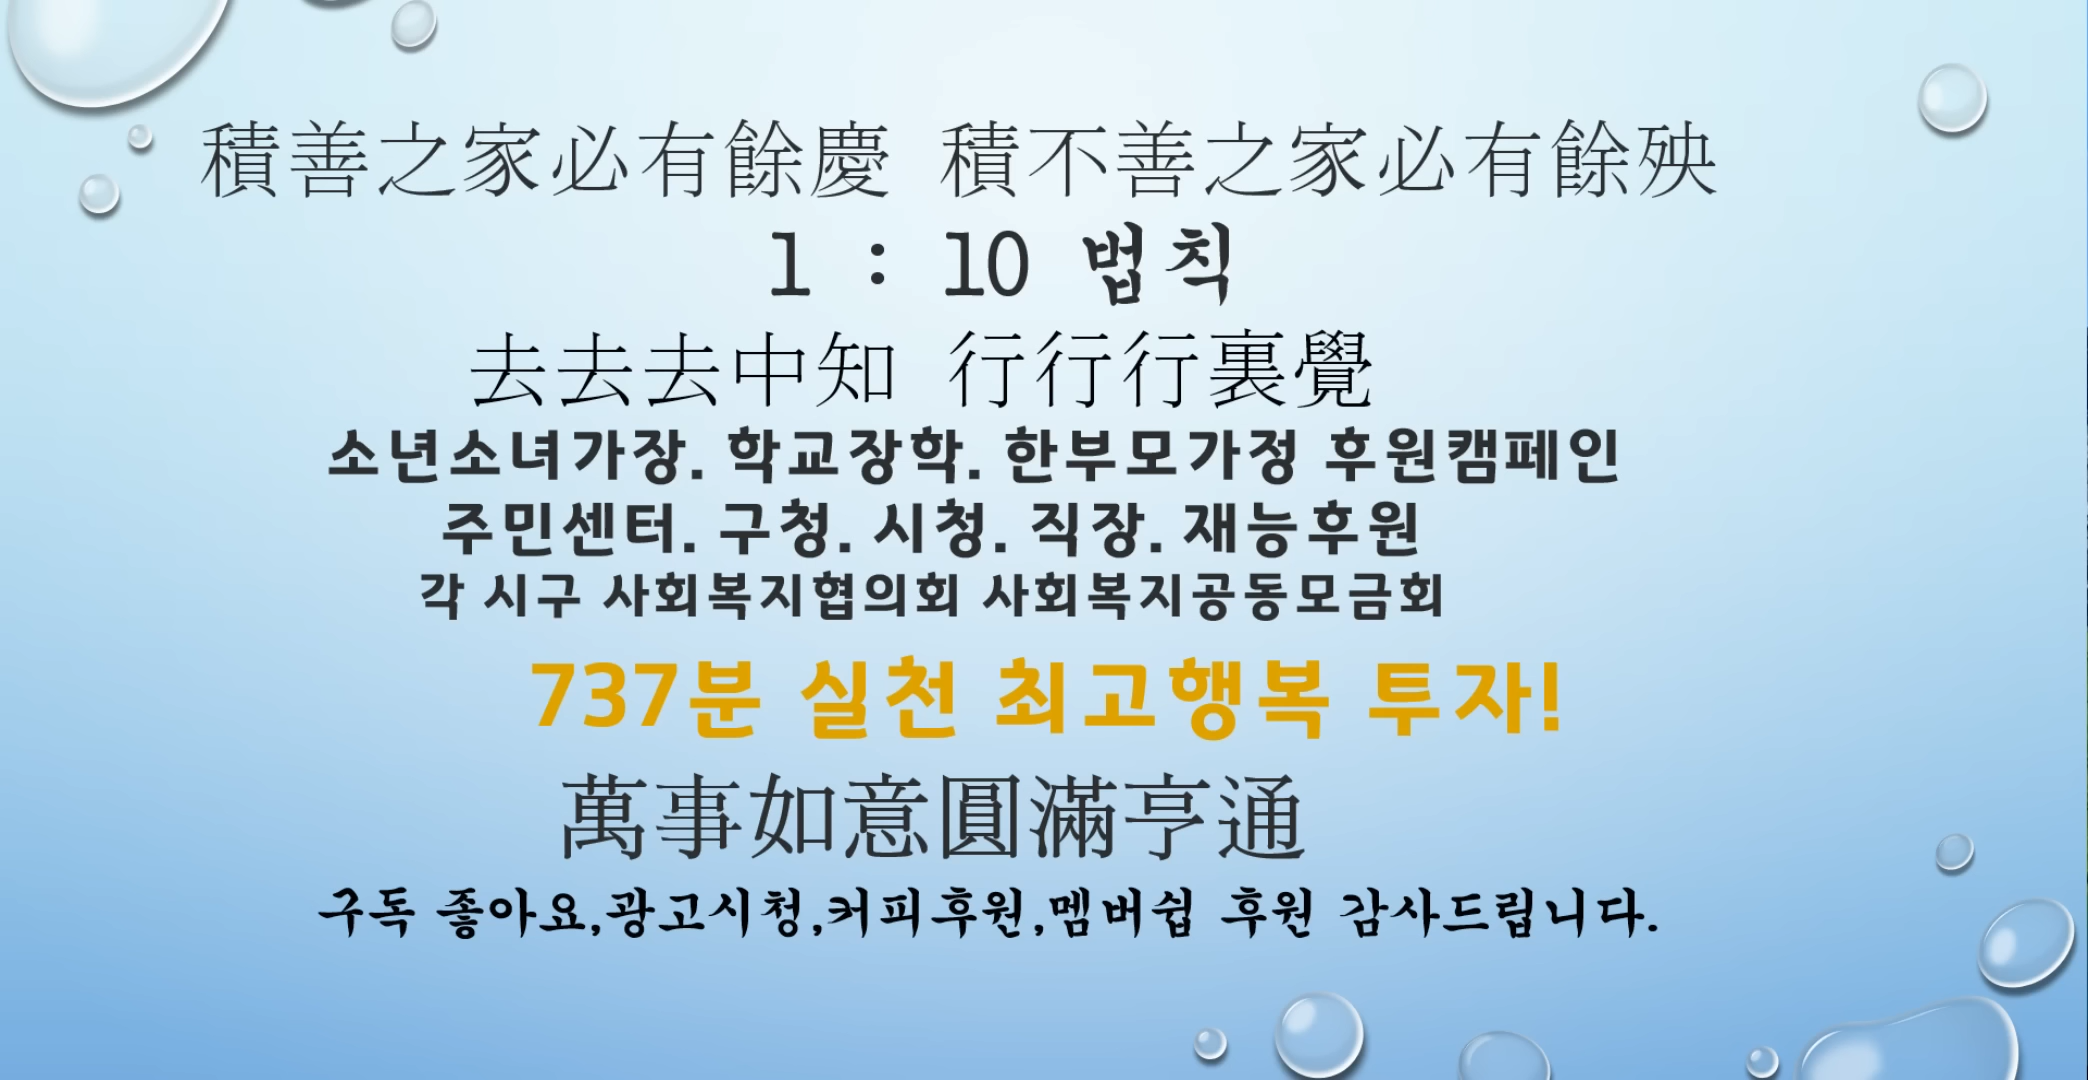 積善之家必有餘慶 積不善之家必有餘殃
1 : 10 법칙
去去去中知 行行行裏覺
소년소녀가장. 학교장학. 한부모가정 후원캠페인
주민센터. 구청. 시청. 직장. 재능후원
각 시구 사회복지협의회 사회복지공동모금회
737분 실천 최고행복 투자!
萬事如意圓滿亨通
구독 좋아요,광고시청,커피후원,멤버쉽 후원 감사드립니다.